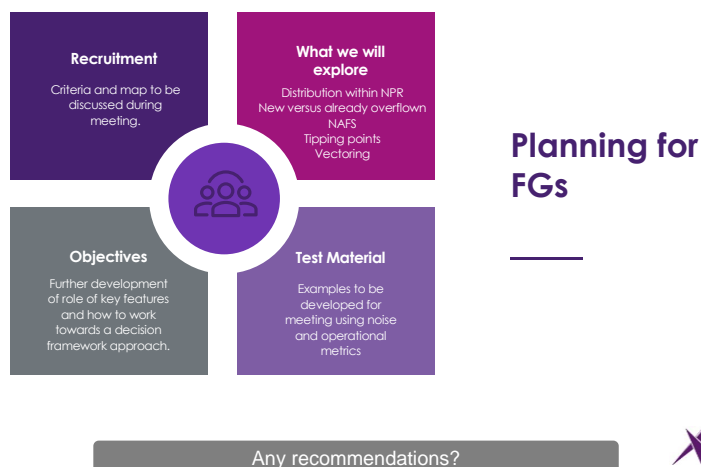 Recruitment
Criteria and map to be
discussed during
meeting.
What we will
explore
Distribution within NPR
New versus already overflown
NAFS
Tipping points
Vectoring
Planning for
FGs
Objectives
Further development
of role of key features
and how to work
towards a decision
framework approach.
Test Material
Examples to be
developed for
meeting using noise
and operational
metrics
Any recommendations?